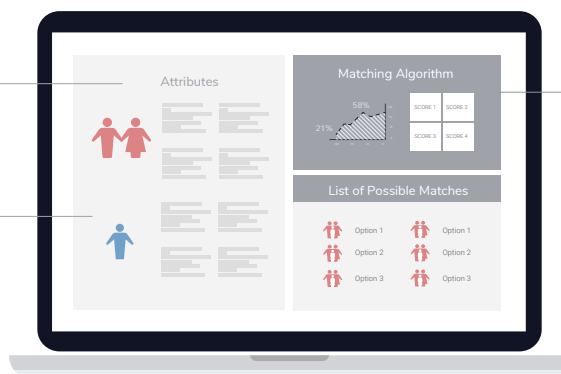 Attributes
Matching Algorithm
58%
21%
SCORE 1 SCORE 2
SCORE 3 SCORE 4
List of Possible Matches
Option 1 Option 1
Option 2 Option 2
Option 3 Option 3